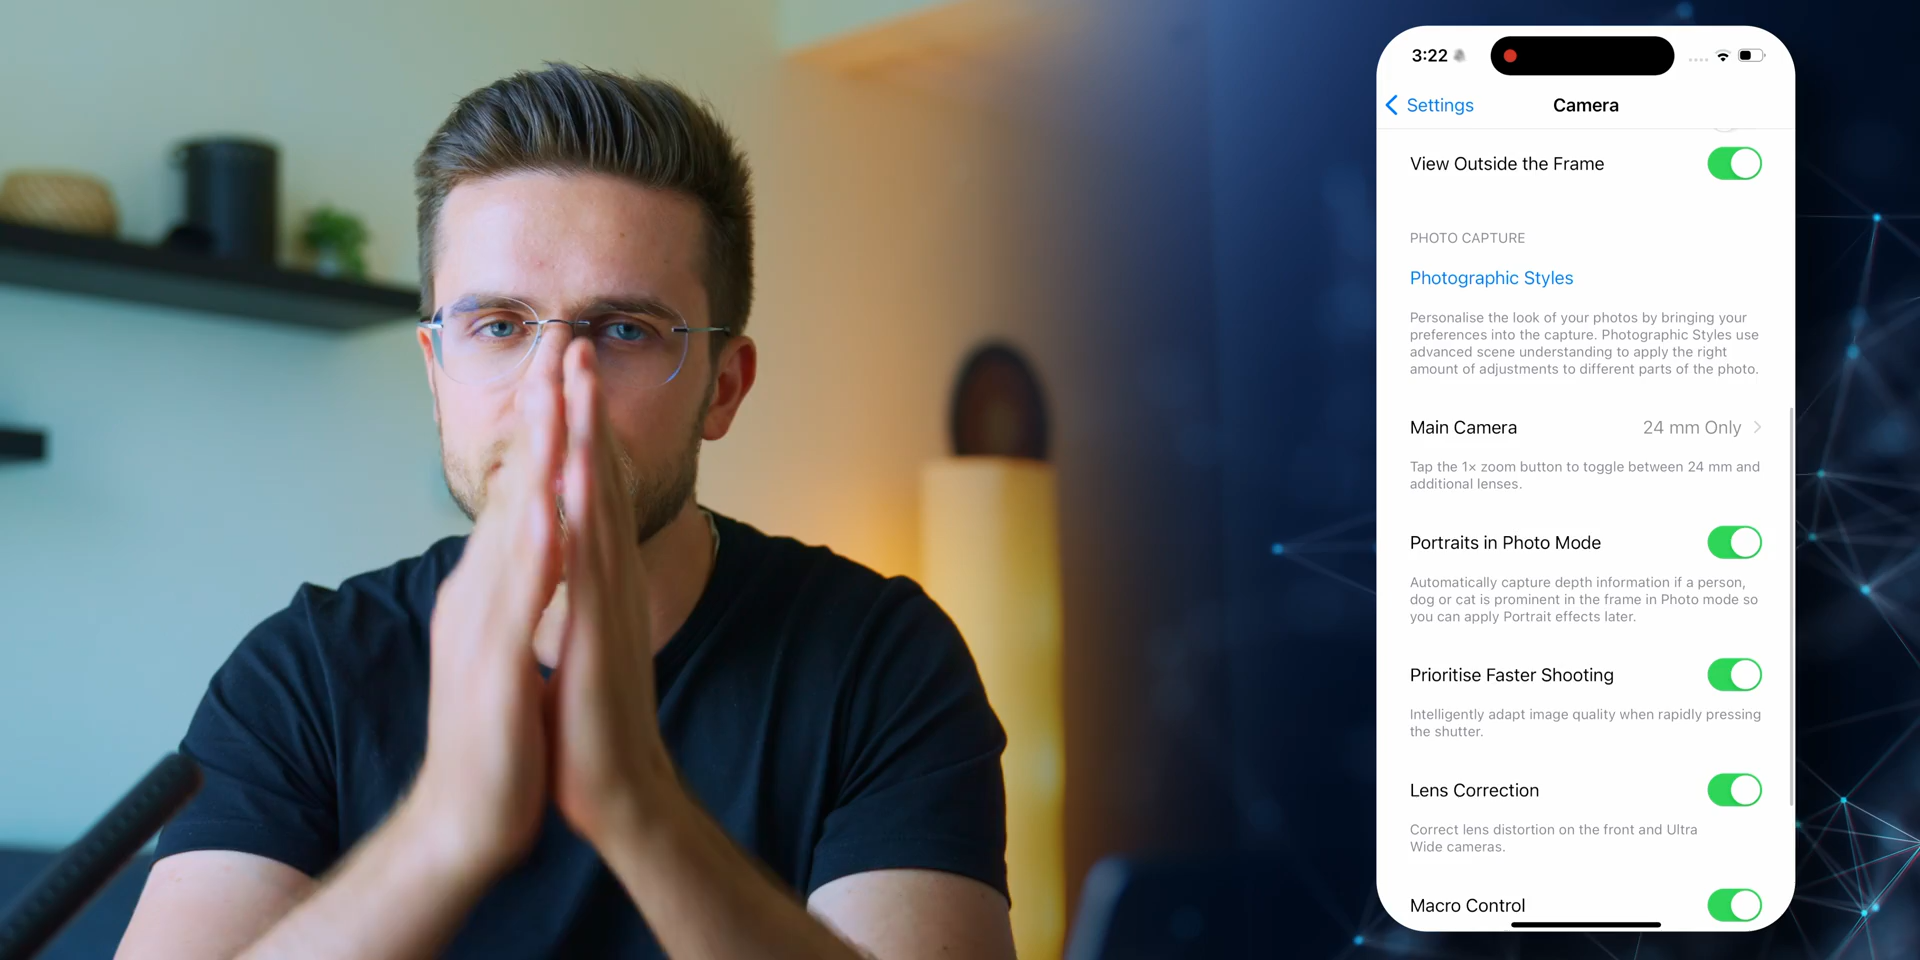 3:22
Settings
Camera
View Outside the Frame
PHOTO CAPTURE
Photographic Styles
Personalise the look of your photos by bringing your
preferences into the capture. Photographic Styles use
advanced scene understanding to apply the right
amount of adjustments to different parts of the photo.
Main Camera 24 mm Only
Tap the 1× zoom button to toggle between 24 mm and
additional lenses.
Portraits in Photo Mode
Automatically capture depth information if a person,
dog or cat is prominent in the frame in Photo mode so
you can apply Portrait effects later.
Prioritise Faster Shooting
Intelligently adapt image quality when rapidly pressing
the shutter.
Lens Correction
Correct lens distortion on the front and Ultra
Wide cameras.
Macro Control